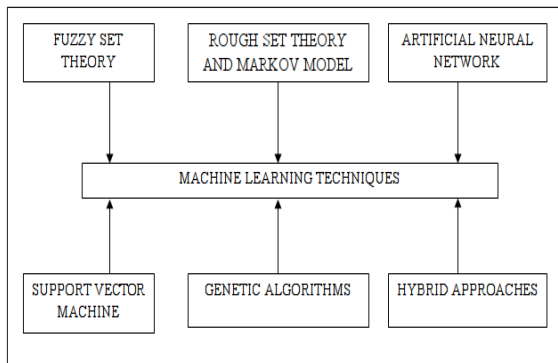 FUZZY SET
THEORY
ROUGH SET THEORY
AND MARKOV MODEL
ARTIFICIAL NEURAL
NETWORK
MACHINE LEARNING TECHNIQUES
SUPPORT VECTOR
MACHINE
GENETIC ALGORITHMS
HYBRID APPROACHES